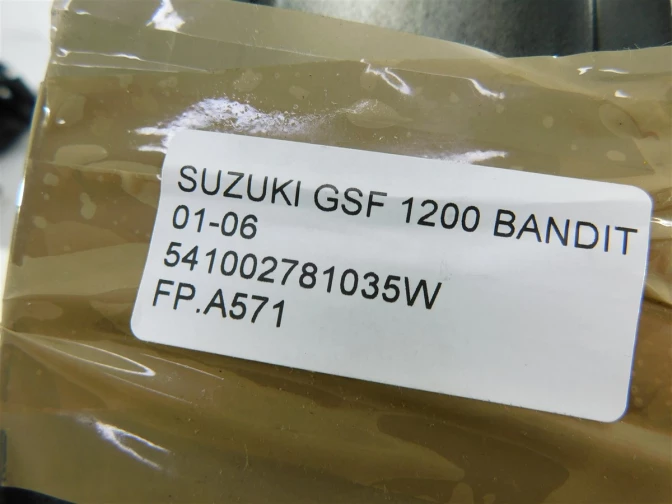 SUZUKI GSF 1200 BANDIT
01-06
541002781035W
FP.A571